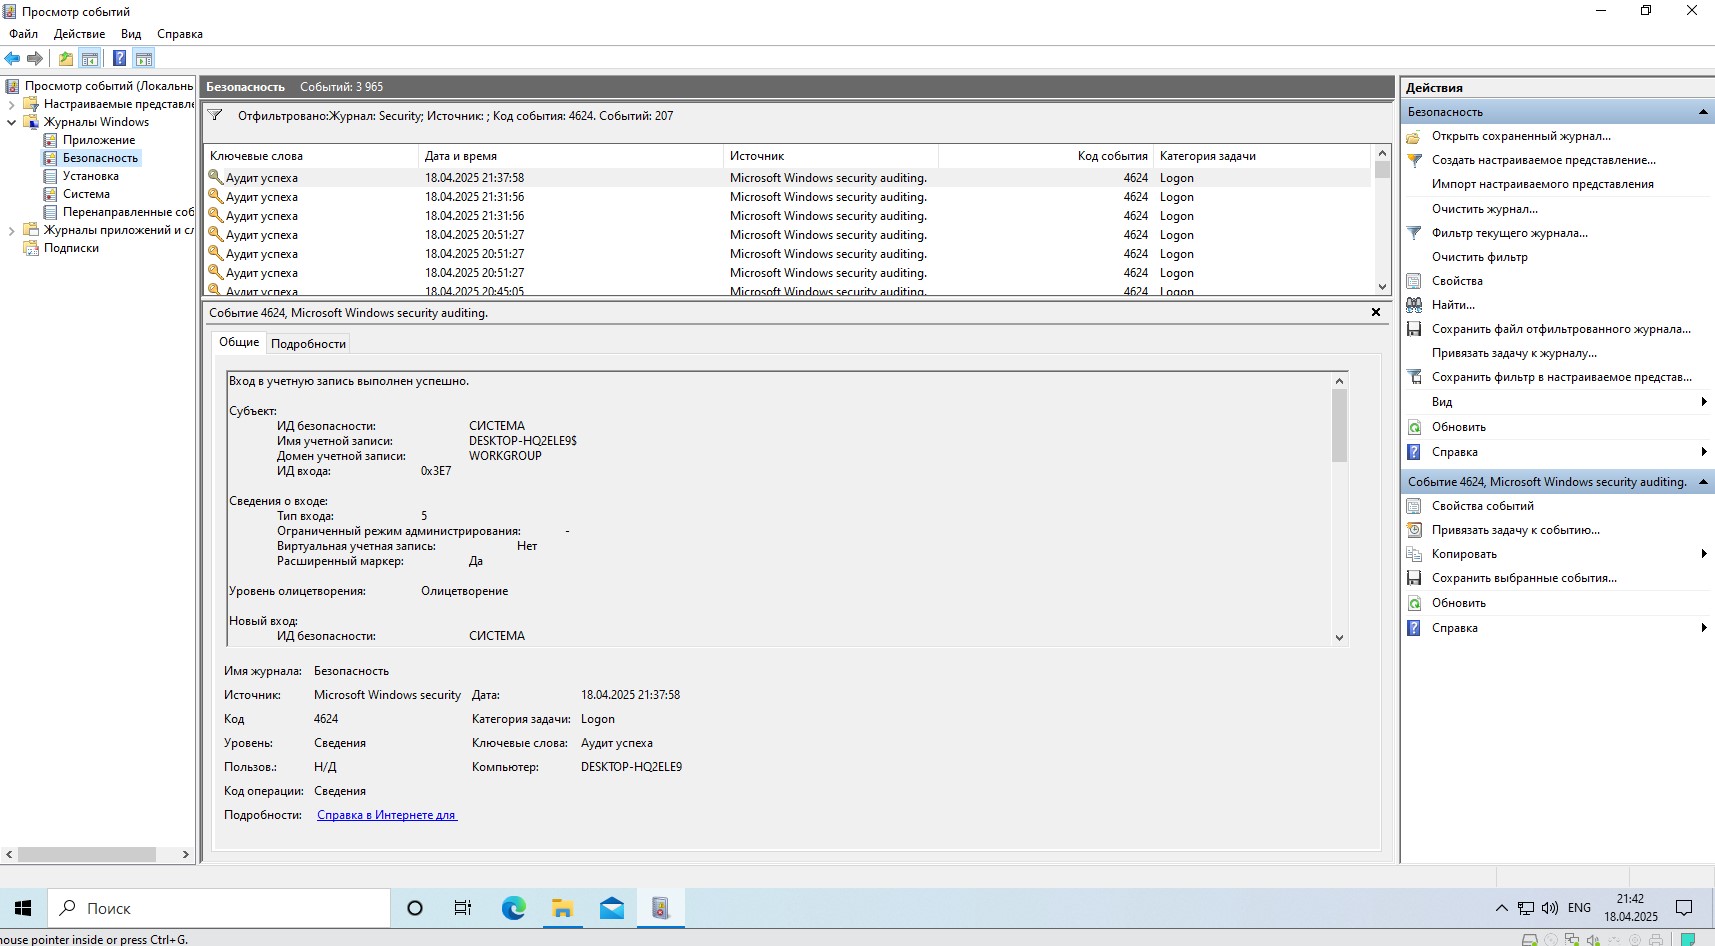 Просмотр событий
Файл Действие Вид Справка
Просмотр событий (Локальнь
Настраиваемые представле
Журналы Windows
Приложение
Безопасность
Установка
Система
Перенаправленные соб
Журналы приложений и сл
Подписки
Безопасность Событий: 3 965
Отфильтровано:Журнал: Security; Источник: ; Код события: 4624. Событий: 207
Ключевые слова Дата и время Источник Код события Категория задачи
Аудит успеха 18.04.2025 21:37:58 Microsoft Windows security auditing. 4624 Logon
Аудит успеха 18.04.2025 21:31:56 Microsoft Windows security auditing. 4624 Logon
Аудит успеха 18.04.2025 21:31:56 Microsoft Windows security auditing. 4624 Logon
Аудит успеха 18.04.2025 20:51:27 Microsoft Windows security auditing. 4624 Logon
Аудит успеха 18.04.2025 20:51:27 Microsoft Windows security auditing. 4624 Logon
Аудит успеха 18.04.2025 20:51:27 Microsoft Windows security auditing. 4624 Logon
Аудит успеха 18.04.2025 20:45:05 Microsoft Windows security auditing. 4624 Logon
Событие 4624, Microsoft Windows security auditing.
Общие Подробности
Вход в учетную запись выполнен успешно.
Субъект:
ИД безопасности: СИСТЕМА
Имя учетной записи: DESKTOP-HQ2ELE9$
Домен учетной записи: WORKGROUP
ИД входа: 0x3E7
Сведения о входе:
Тип входа: 5
Ограниченный режим администрирования: -
Виртуальная учетная запись: Нет
Расширенный маркер: Да
Уровень олицетворения: Олицетворение
Новый вход:
ИД безопасности: СИСТЕМА
Имя журнала: Безопасность
Источник: Microsoft Windows security Дата: 18.04.2025 21:37:58
Код 4624 Категория задачи: Logon
Уровень: Сведения Ключевые слова: Аудит успеха
Пользов.: Н/Д Компьютер: DESKTOP-HQ2ELE9
Код операции: Сведения
Подробности: Справка в Интернете для
Действия
Безопасность
Открыть сохраненный журнал...
Создать настраиваемое представление...
Импорт настраиваемого представления
Очистить журнал...
Фильтр текущего журнала...
Очистить фильтр
Свойства
Найти...
Сохранить файл отфильтрованного журнала...
Привязать задачу к журналу...
Сохранить фильтр в настраиваемое представ...
Вид
Обновить
Справка
Событие 4624, Microsoft Windows security auditing.
Свойства событий
Привязать задачу к событию...
Копировать
Сохранить выбранные события...
Обновить
Справка
Поиск
ENG
21:42
18.04.2025
ouse pointer inside or press Ctrl+G.